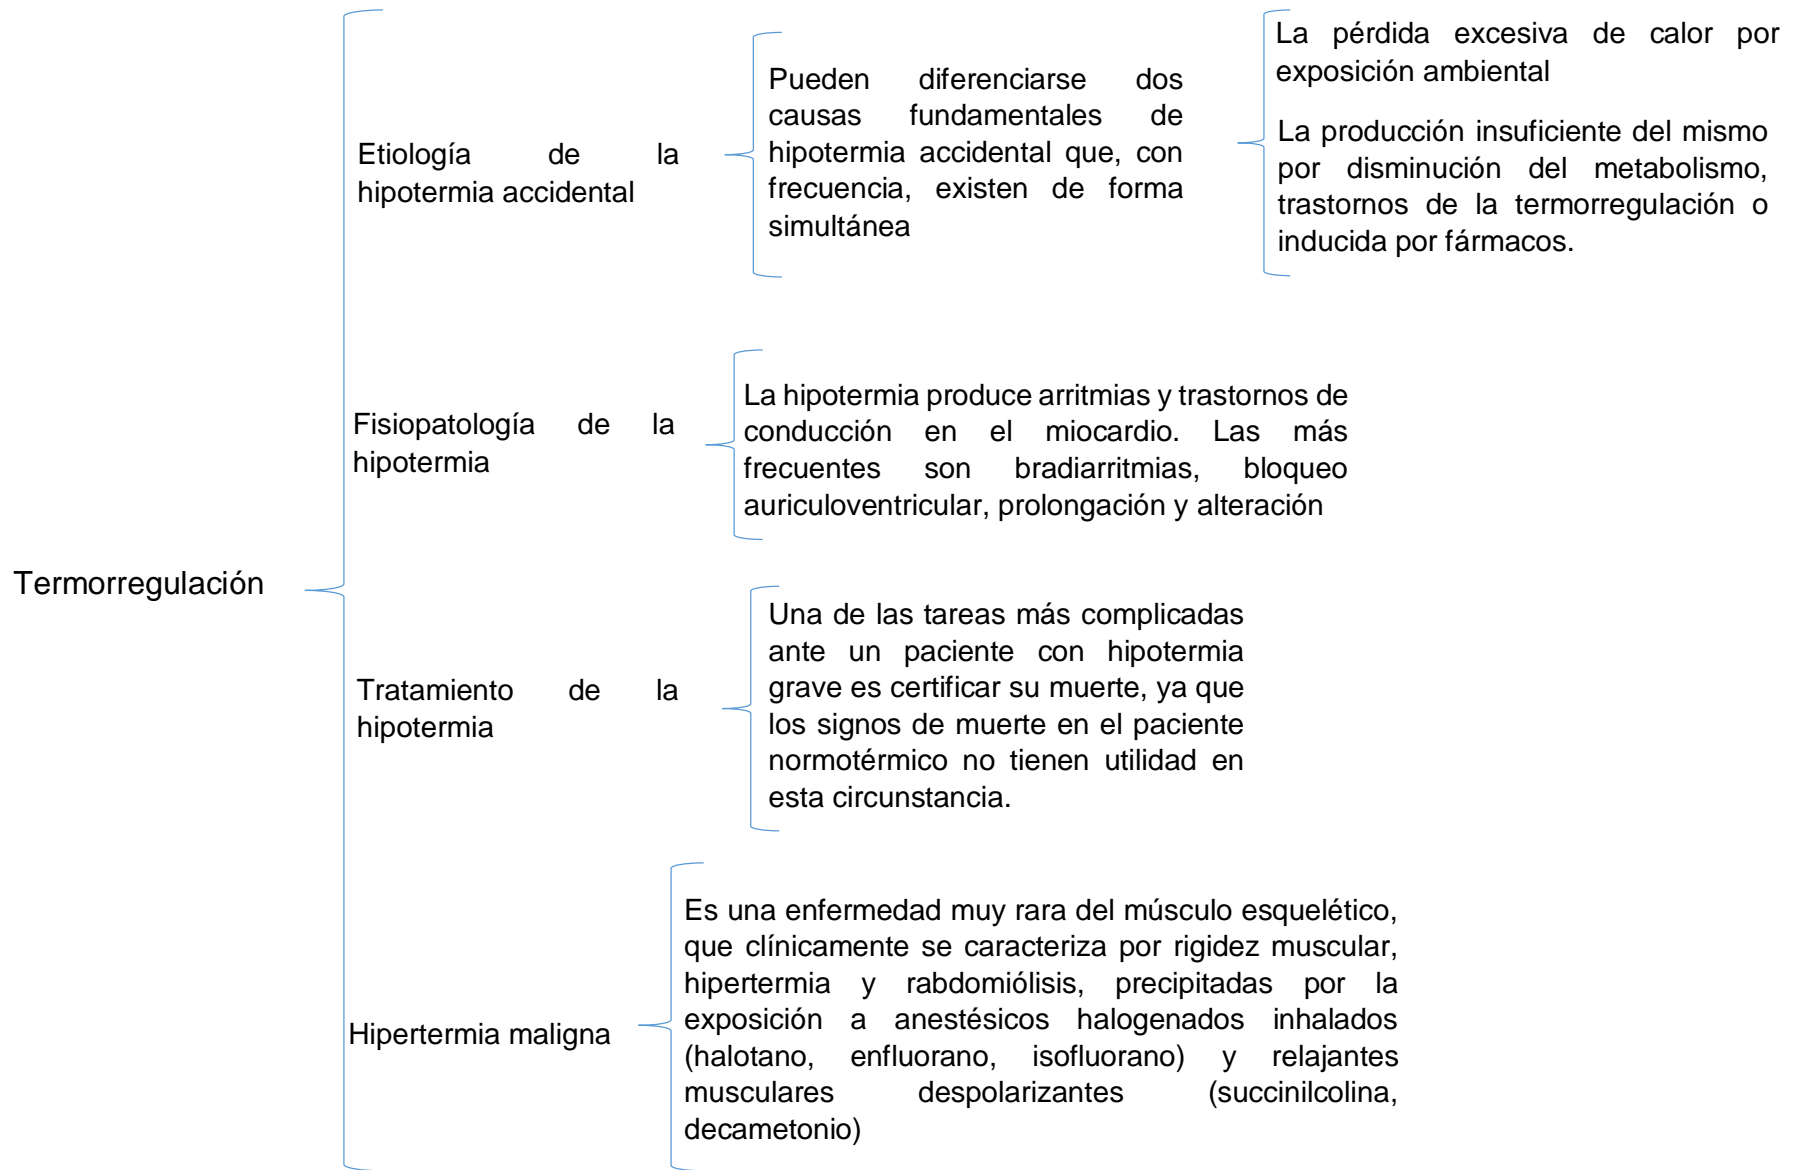 La pérdida excesiva de calor por
exposición ambiental
La producción insuficiente del mismo
por disminución del metabolismo,
trastornos de la termorregulación o
inducida por fármacos.
Pueden diferenciarse dos
causas fundamentales de
hipotermia accidental que, con
frecuencia, existen de forma
simultánea
Etiología de la
hipotermia accidental
La hipotermia produce arritmias y trastornos de
conducción en el miocardio. Las más
frecuentes son bradiarritmias, bloqueo
auriculoventricular, prolongación y alteración
Fisiopatología de la
hipotermia
Termorregulación
Una de las tareas más complicadas
ante un paciente con hipotermia
grave es certificar su muerte, ya que
los signos de muerte en el paciente
normotérmico no tienen utilidad en
esta circunstancia.
Tratamiento de la
hipotermia
Es una enfermedad muy rara del músculo esquelético,
que clínicamente se caracteriza por rigidez muscular,
hipertermia y rabdomiólisis, precipitadas por la
exposición a anestésicos halogenados inhalados
(halotano, enfluorano, isofluorano) y relajantes
musculares despolarizantes (succinilcolina,
decametonio)
Hipertermia maligna